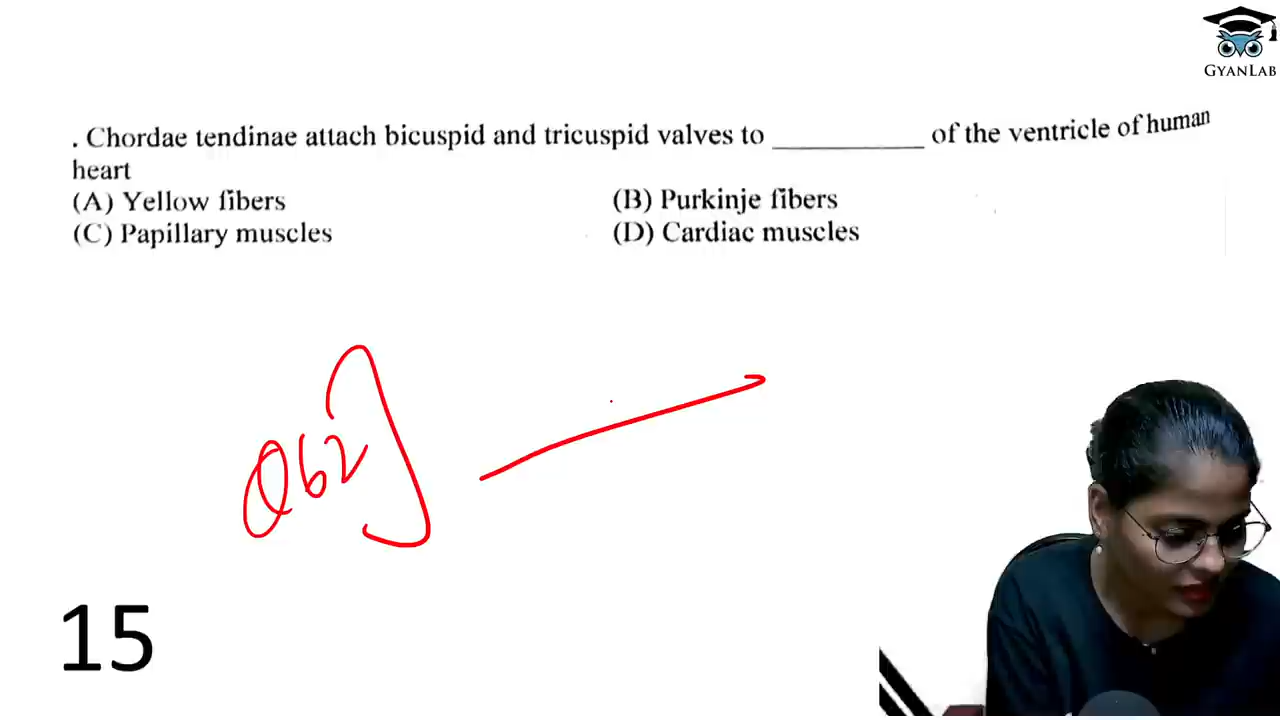 GYANLAB
. Chordae tendinae attach bicuspid and tricuspid valves to __________ of the ventricle of human
heart
(A) Yellow fibers (B) Purkinje fibers
(C) Papillary muscles (D) Cardiac muscles
Q62
15